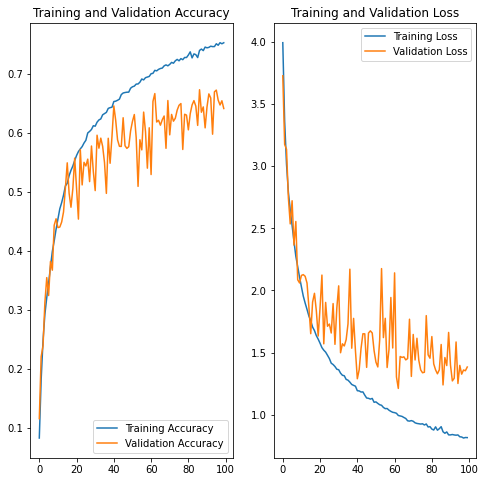 Training and Validation Accuracy
0.7
0.6
0.5
0.4
0.3
0.2
0.1
0 20 40 60 80 100
Training Accuracy
Validation Accuracy
Training and Validation Loss
4.0
3.5
3.0
2.5
2.0
1.5
1.0
0 20 40 60 80 100
Training Loss
Validation Loss